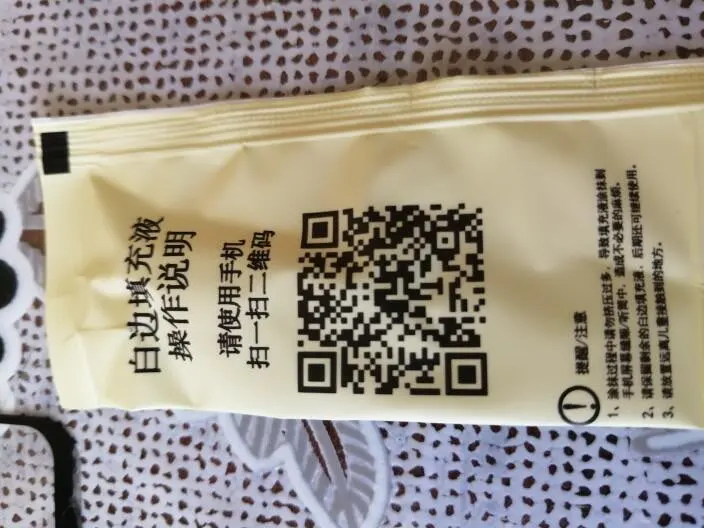 白边填充液
操作说明
请使用手机
扫一扫二维码
提醒/注意
1、涂抹过程中请勿挤压过多，导致填充液涂抹到
手机屏幕缝隙/听筒中，造成不必要的麻烦。
2、请保留剩余的白边填充液，后期还可继续使用。
3、请放置远离儿童接触到的地方。